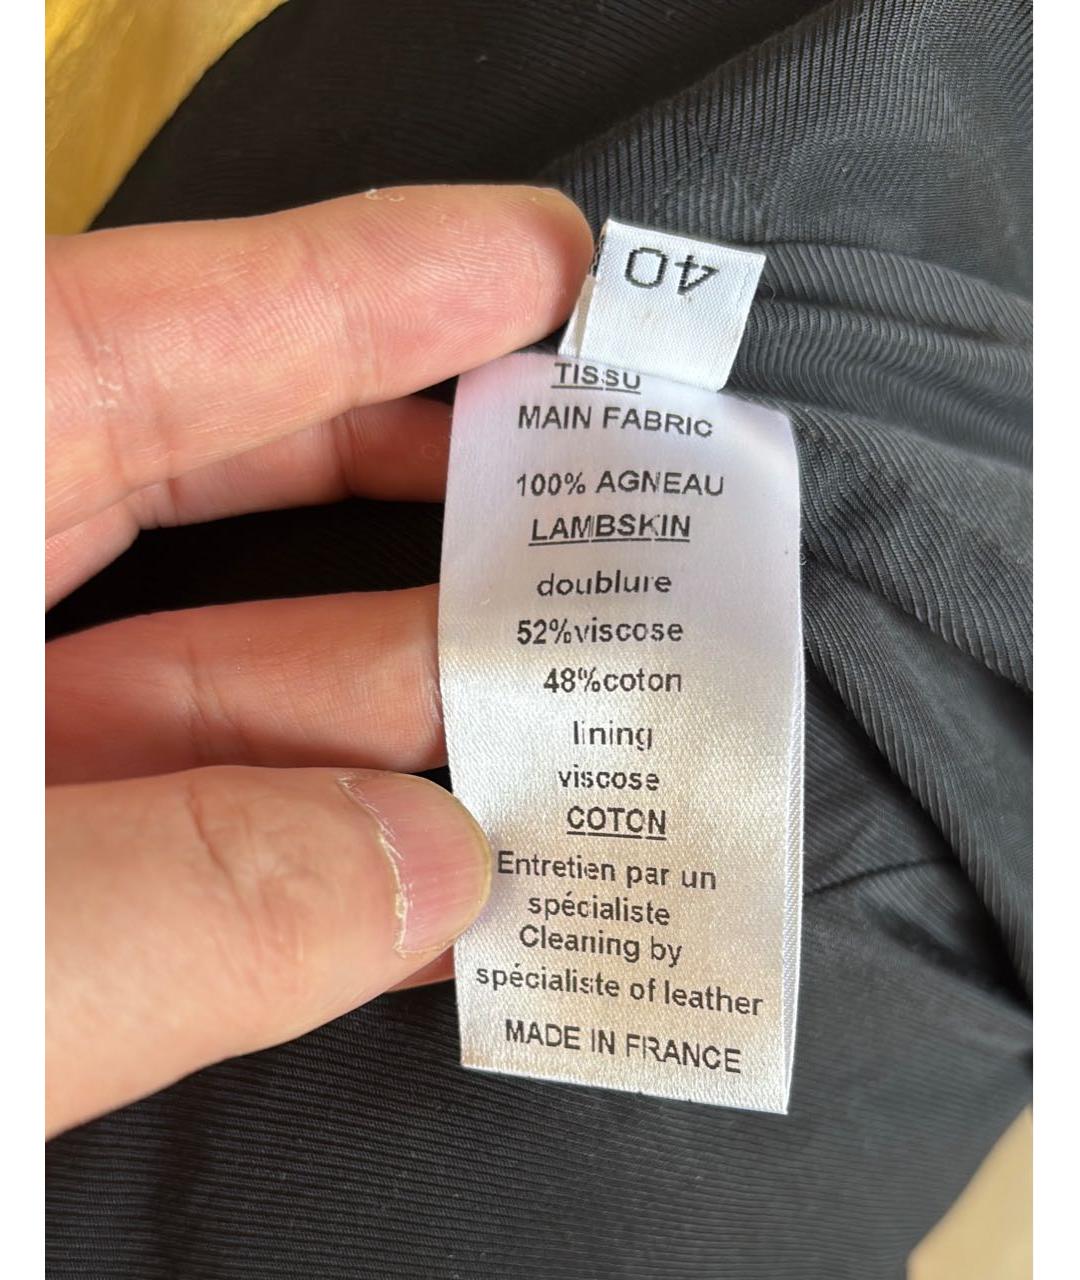 40
TISSU
MAIN FABRIC
100% AGNEAU
LAMBSKIN
doublure
52%viscose
48%coton
lining
viscose
COTON
Entretien par un
spécialiste
Cleaning by
spécialiste of leather
MADE IN FRANCE